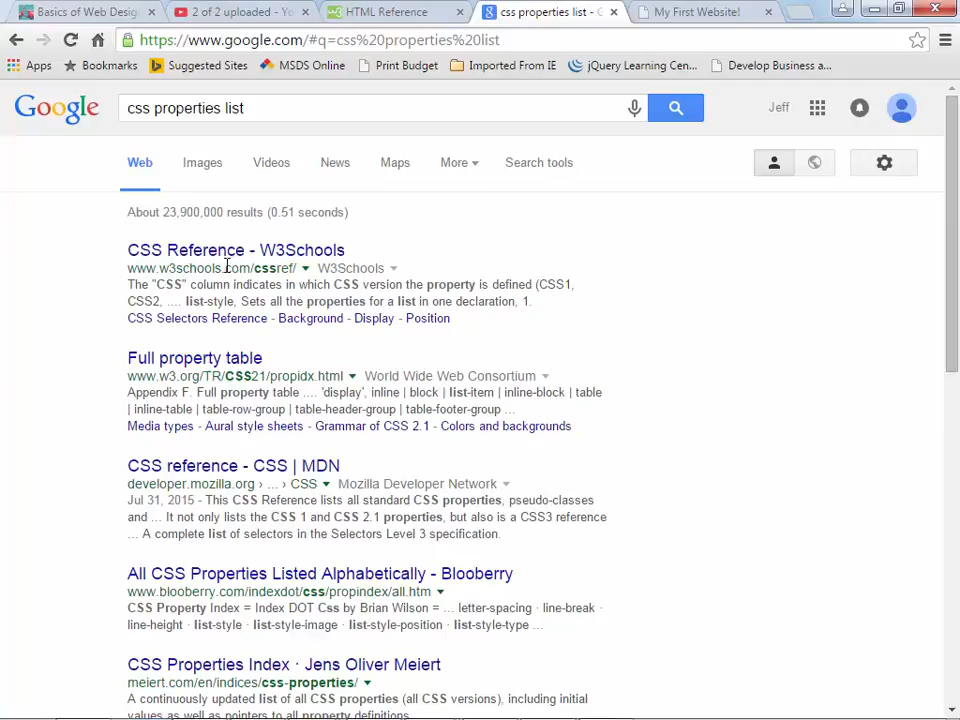 Basics of Web Desig
2 of 2 uploaded - Yo
HTML Reference
css properties list - G
My First Website!
https://www.google.com/#q=css%20properties%20list
Apps
Bookmarks
Suggested Sites
MSDS Online
Print Budget
Imported From IE
jQuery Learning Cen...
Develop Business a...
Google
css properties list
Jeff
Web
Images
Videos
News
Maps
More
Search tools
About 23,900,000 results (0.51 seconds)
CSS Reference - W3Schools
www.w3schools.com/cssref/ W3Schools
The "CSS" column indicates in which CSS version the property is defined (CSS1,
CSS2, .... list-style, Sets all the properties for a list in one declaration, 1.
CSS Selectors Reference - Background - Display - Position
Full property table
www.w3.org/TR/CSS21/propidx.html World Wide Web Consortium
Appendix F. Full property table .... 'display', inline | block | list-item | inline-block | table
| inline-table | table-row-group | table-header-group | table-footer-group ...
Media types - Aural style sheets - Grammar of CSS 2.1 - Colors and backgrounds
CSS reference - CSS | MDN
developer.mozilla.org › ... › CSS Mozilla Developer Network
Jul 31, 2015 - This CSS Reference lists all standard CSS properties, pseudo-classes
and ... It not only lists the CSS 1 and CSS 2.1 properties, but also is a CSS3 reference
... A complete list of selectors in the Selectors Level 3 specification.
All CSS Properties Listed Alphabetically - Blooberry
www.blooberry.com/indexdot/css/propindex/all.htm
CSS Property Index = Index DOT Css by Brian Wilson = ... letter-spacing · line-break ·
line-height · list-style · list-style-image · list-style-position · list-style-type ...
CSS Properties Index · Jens Oliver Meiert
meiert.com/en/indices/css-properties/
A continuously updated list of all CSS properties (all CSS versions), including initial
values as well as pointers to all property definitions.